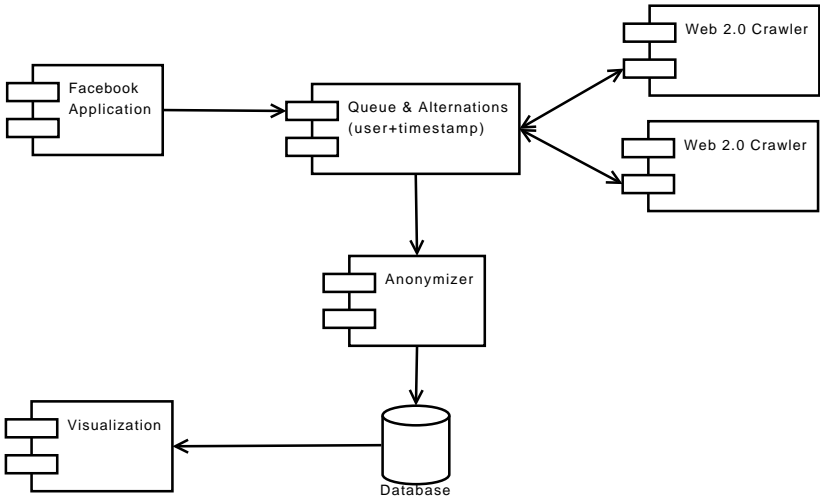 Web 2.0 Crawler
Facebook
Application
Queue & Alternations
(user+timestamp)
Web 2.0 Crawler
Anonymizer
Visualization
Database